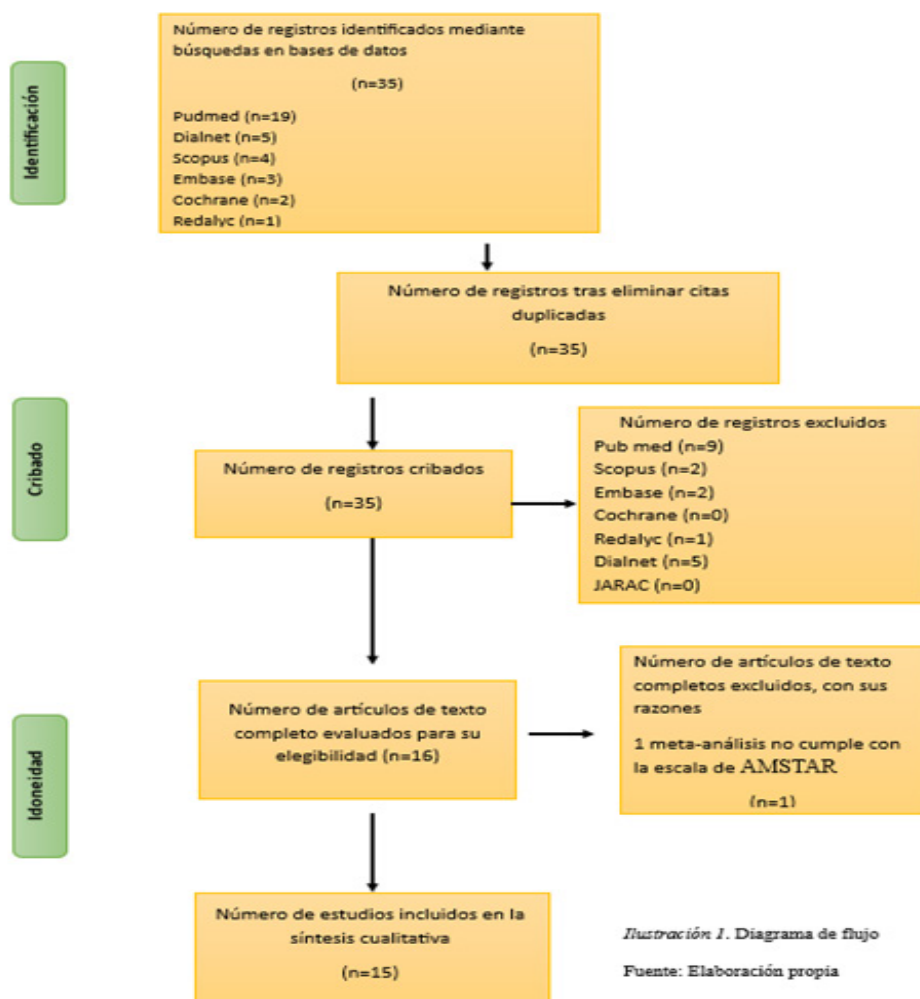 Identificación
Número de registros identificados mediante
búsquedas en bases de datos
(n=35)
Pudmed (n=19)
Dialnet (n=5)
Scopus (n=4)
Embase (n=3)
Cochrane (n=2)
Redalyc (n=1)
Número de registros tras eliminar citas
duplicadas
(n=35)
Cribado
Número de registros cribados
(n=35)
Número de registros excluidos
Pub med (n=9)
Scopus (n=2)
Embase (n=2)
Cochrane (n=0)
Redalyc (n=1)
Dialnet (n=5)
JARAC (n=0)
Idoneidad
Número de artículos de texto
completo evaluados para su
elegibilidad (n=16)
Número de artículos de texto
completos excluidos, con sus
razones
1 meta-análisis no cumple con
la escala de AMSTAR
(n=1)
Número de estudios incluidos en la
síntesis cualitativa
(n=15)
Ilustración 1. Diagrama de flujo
Fuente: Elaboración propia